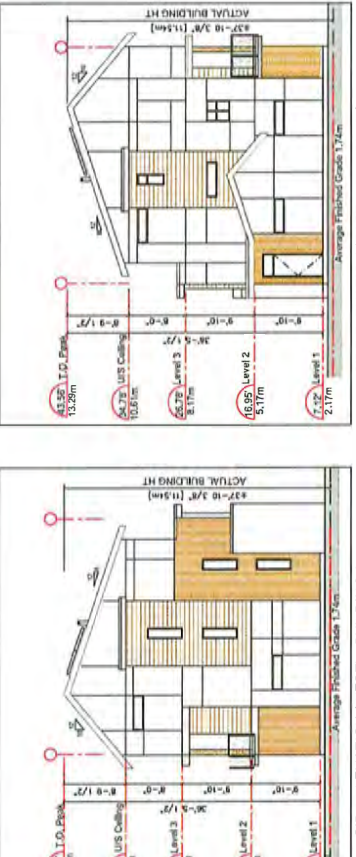 ACTUAL BUILDING HT
±37'-10 3/8" [11.54m]
43.56' T.O. Peak
13.29m
34.78' U/S Ceiling
10.61m
26.78' Level 3
8.17m
16.95' Level 2
5.17m
7.12' Level 1
2.17m
8'-9 1/2"
8'-0"
9'-10"
9'-10"
36'-5 1/2"
Average Finished Grade 1.74m
ACTUAL BUILDING HT
±37'-10 3/8" [11.54m]
T.O. Peak
U/S Ceiling
Level 3
Level 2
Level 1
8'-9 1/2"
8'-0"
9'-10"
9'-10"
36'-5 1/2"
Average Finished Grade 1.74m